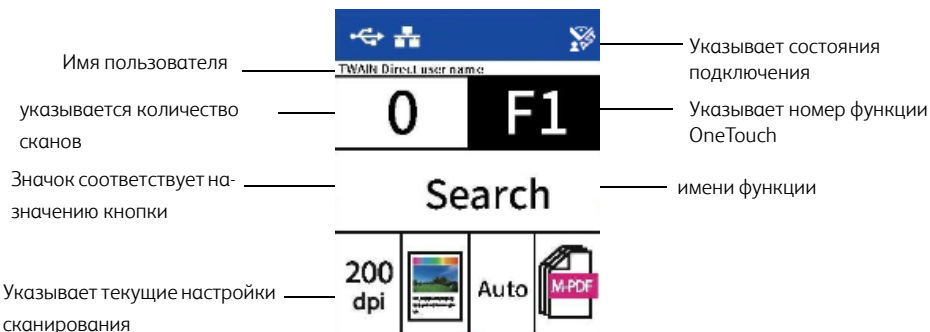 Имя пользователя
TWAIN Direct user name
Указывает состояния
подключения
указывается количество
сканов
0
F1
Указывает номер функции
OneTouch
Значок соответствует на-
значению кнопки
Search
имени функции
Указывает текущие настройки
сканирования
200
dpi
Auto
M-PDF